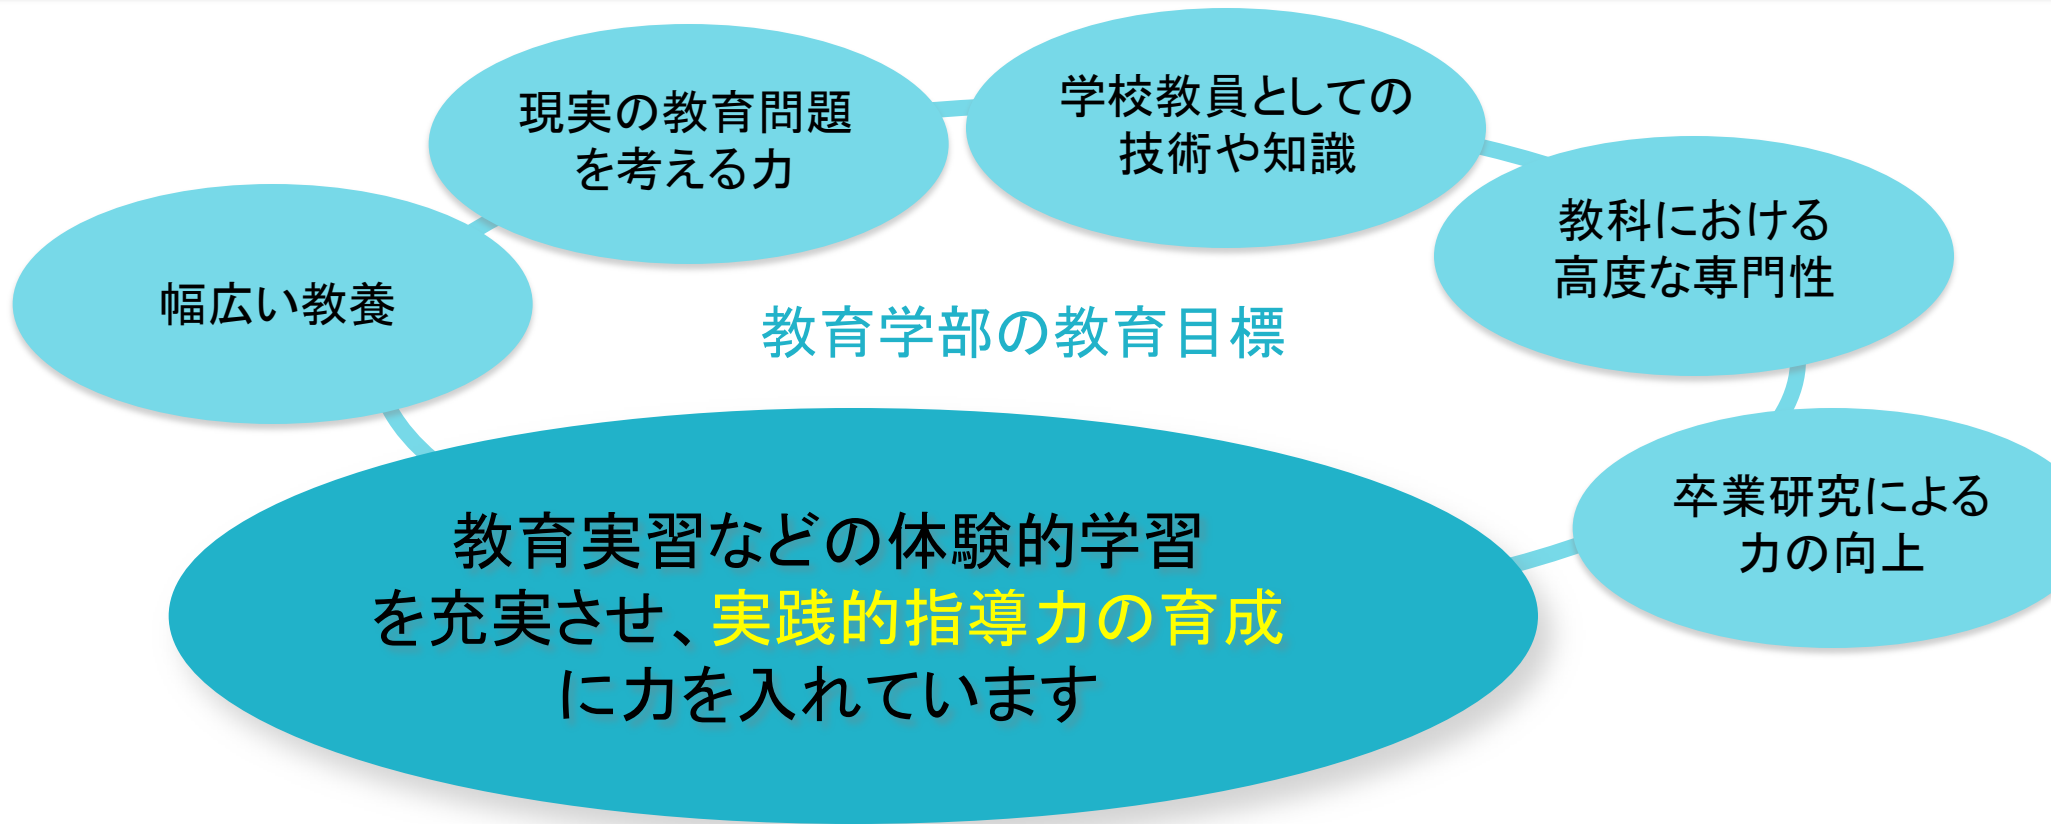 現実の教育問題
を考える力
学校教員としての
技術や知識
教科における
高度な専門性
幅広い教養
教育学部の教育目標
卒業研究による
力の向上
教育実習などの体験的学習
を充実させ、実践的指導力の育成
に力を入れています